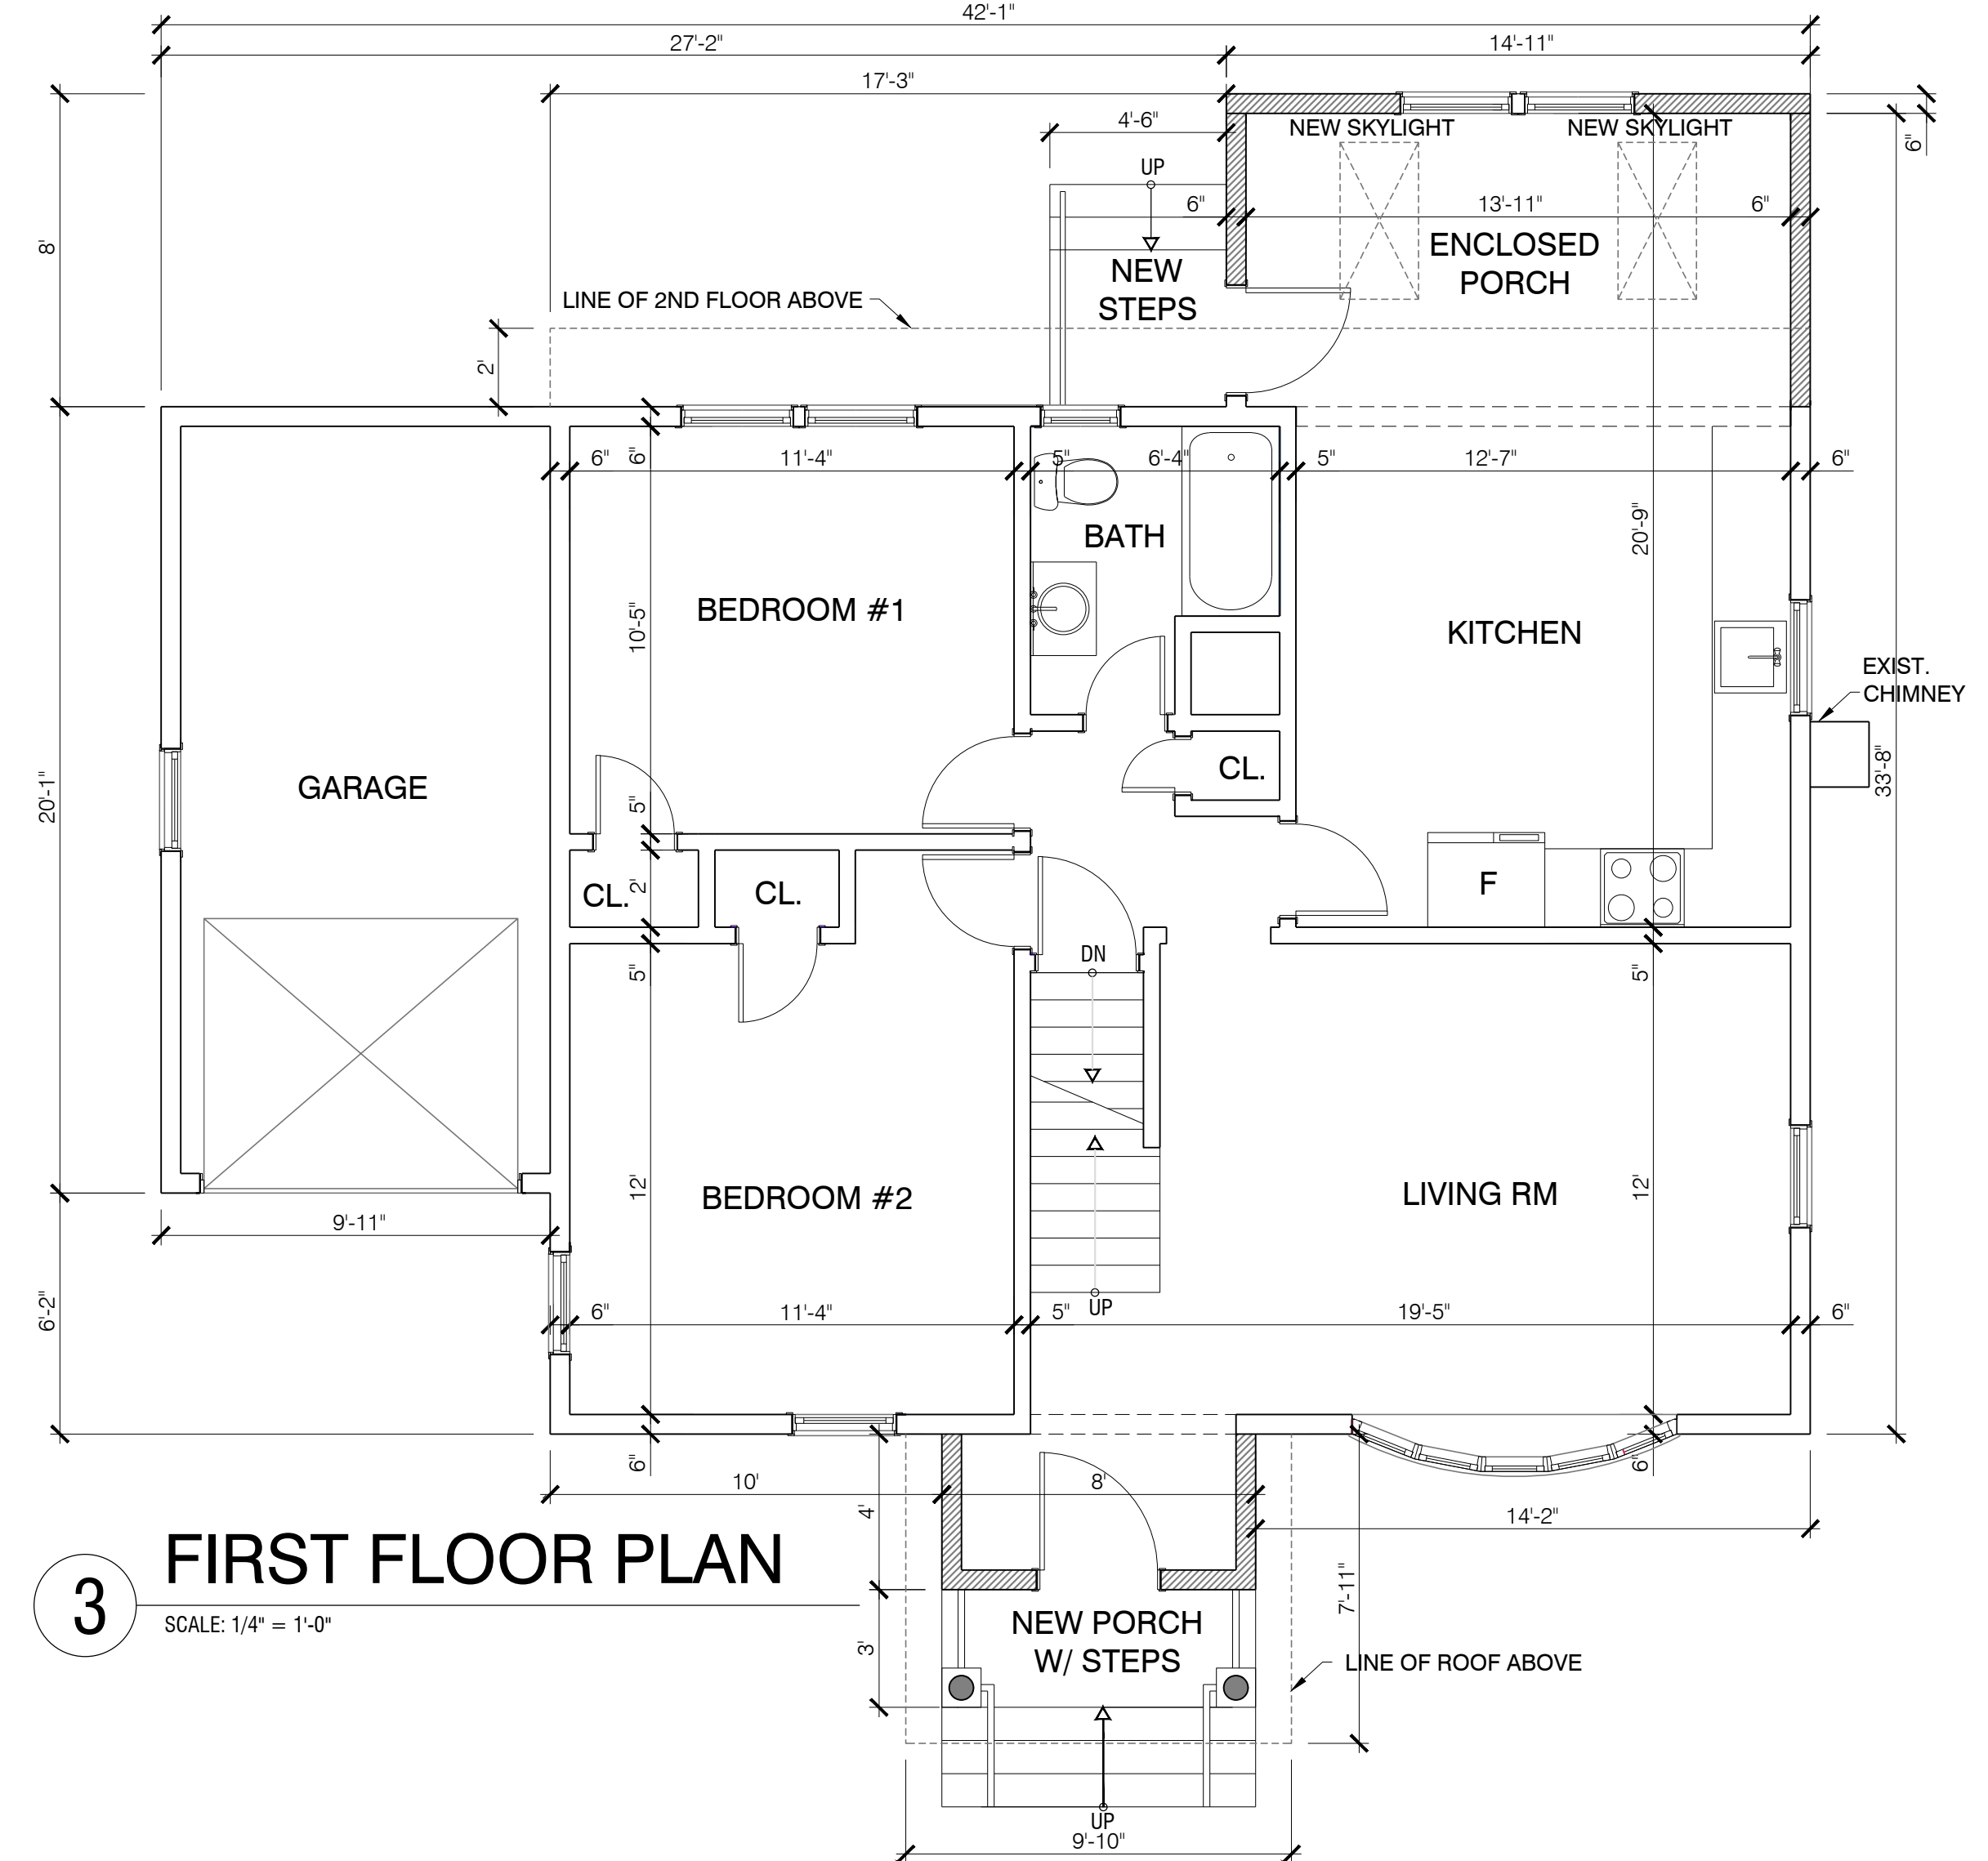 42'-1"
27'-2"
14'-11"
17'-3"
4'-6"
NEW SKYLIGHT
NEW SKYLIGHT
6"
UP
6"
13'-11"
6"
8'
ENCLOSED
PORCH
NEW
STEPS
LINE OF 2ND FLOOR ABOVE
2'
6"
6"
11'-4"
5"
6'-4"
5"
12'-7"
6"
20'-9"
BATH
BEDROOM #1
10'-5"
KITCHEN
EXIST.
CHIMNEY
33'-8"
GARAGE
20'-1"
CL.
5"
CL.
2'
CL.
F
DN
5"
5"
12'
BEDROOM #2
LIVING RM
12'
9'-11"
6'-2"
6"
11'-4"
5"
UP
19'-5"
6"
6"
6"
10'
8'
4'
14'-2"
3
FIRST FLOOR PLAN
SCALE: 1/4" = 1'-0"
7'-11"
NEW PORCH
W/ STEPS
3'
LINE OF ROOF ABOVE
UP
9'-10"